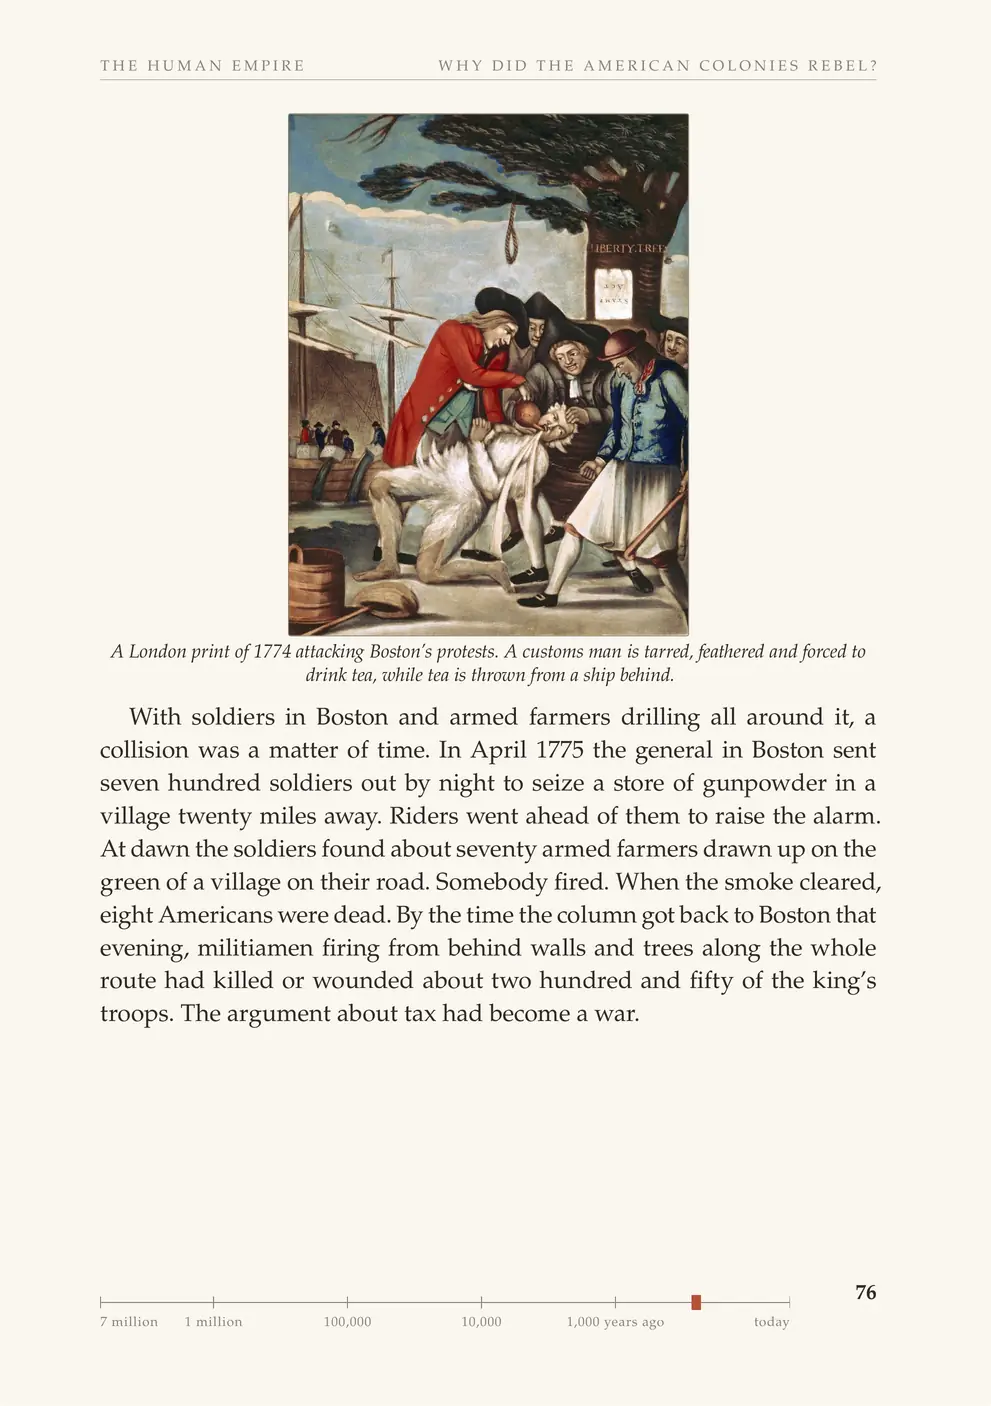 THE HUMAN EMPIRE
WHY DID THE AMERICAN COLONIES REBEL?
LIBERTY TREE
A London print of 1774 attacking Boston's protests. A customs man is tarred, feathered and forced to
drink tea, while tea is thrown from a ship behind.
With soldiers in Boston and armed farmers drilling all around it, a
collision was a matter of time. In April 1775 the general in Boston sent
seven hundred soldiers out by night to seize a store of gunpowder in a
village twenty miles away. Riders went ahead of them to raise the alarm.
At dawn the soldiers found about seventy armed farmers drawn up on the
green of a village on their road. Somebody fired. When the smoke cleared,
eight Americans were dead. By the time the column got back to Boston that
evening, militiamen firing from behind walls and trees along the whole
route had killed or wounded about two hundred and fifty of the king's
troops. The argument about tax had become a war.
76
7 million 1 million 100,000 10,000 1,000 years ago today